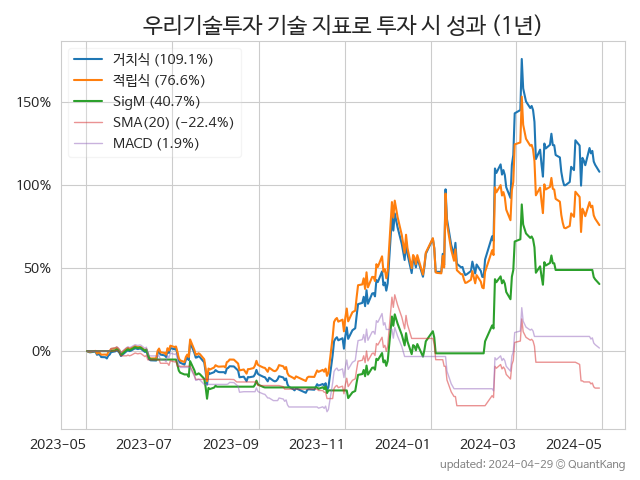 우리기술투자 기술 지표로 투자 시 성과 (1년)
거치식 (109.1%)
적립식 (76.6%)
SigM (40.7%)
SMA(20) (−22.4%)
MACD (1.9%)
150%
100%
50%
0%
2023-05 2023-07 2023-09 2023-11 2024-01 2024-03 2024-05
updated: 2024-04-29 © QuantKang